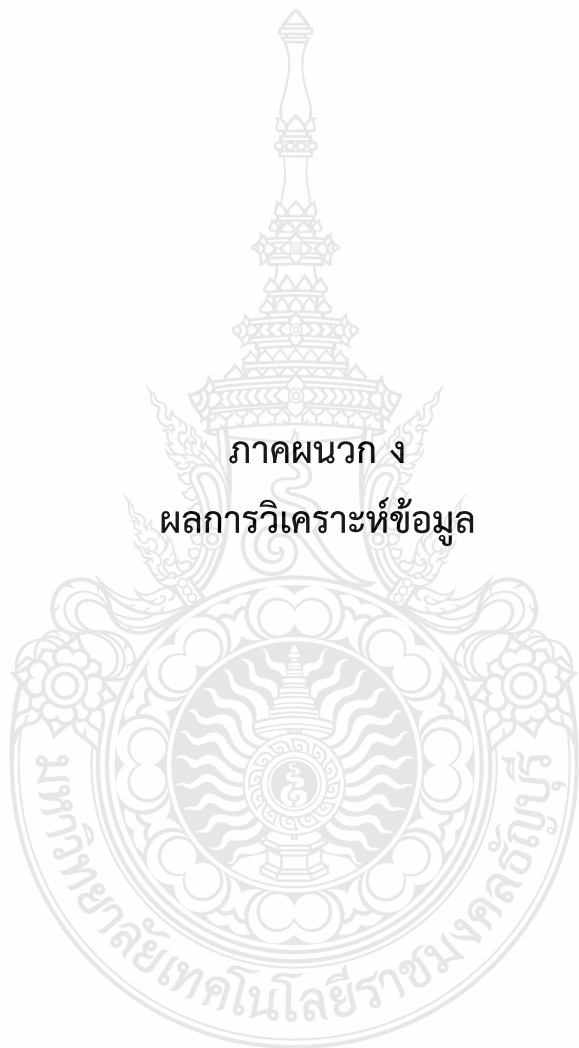 ภาคผนวก ง
ผลการวิเคราะห์ข้อมูล
มหาวิทยาลัยเทคโนโลยีราชมงคลธัญบุรี